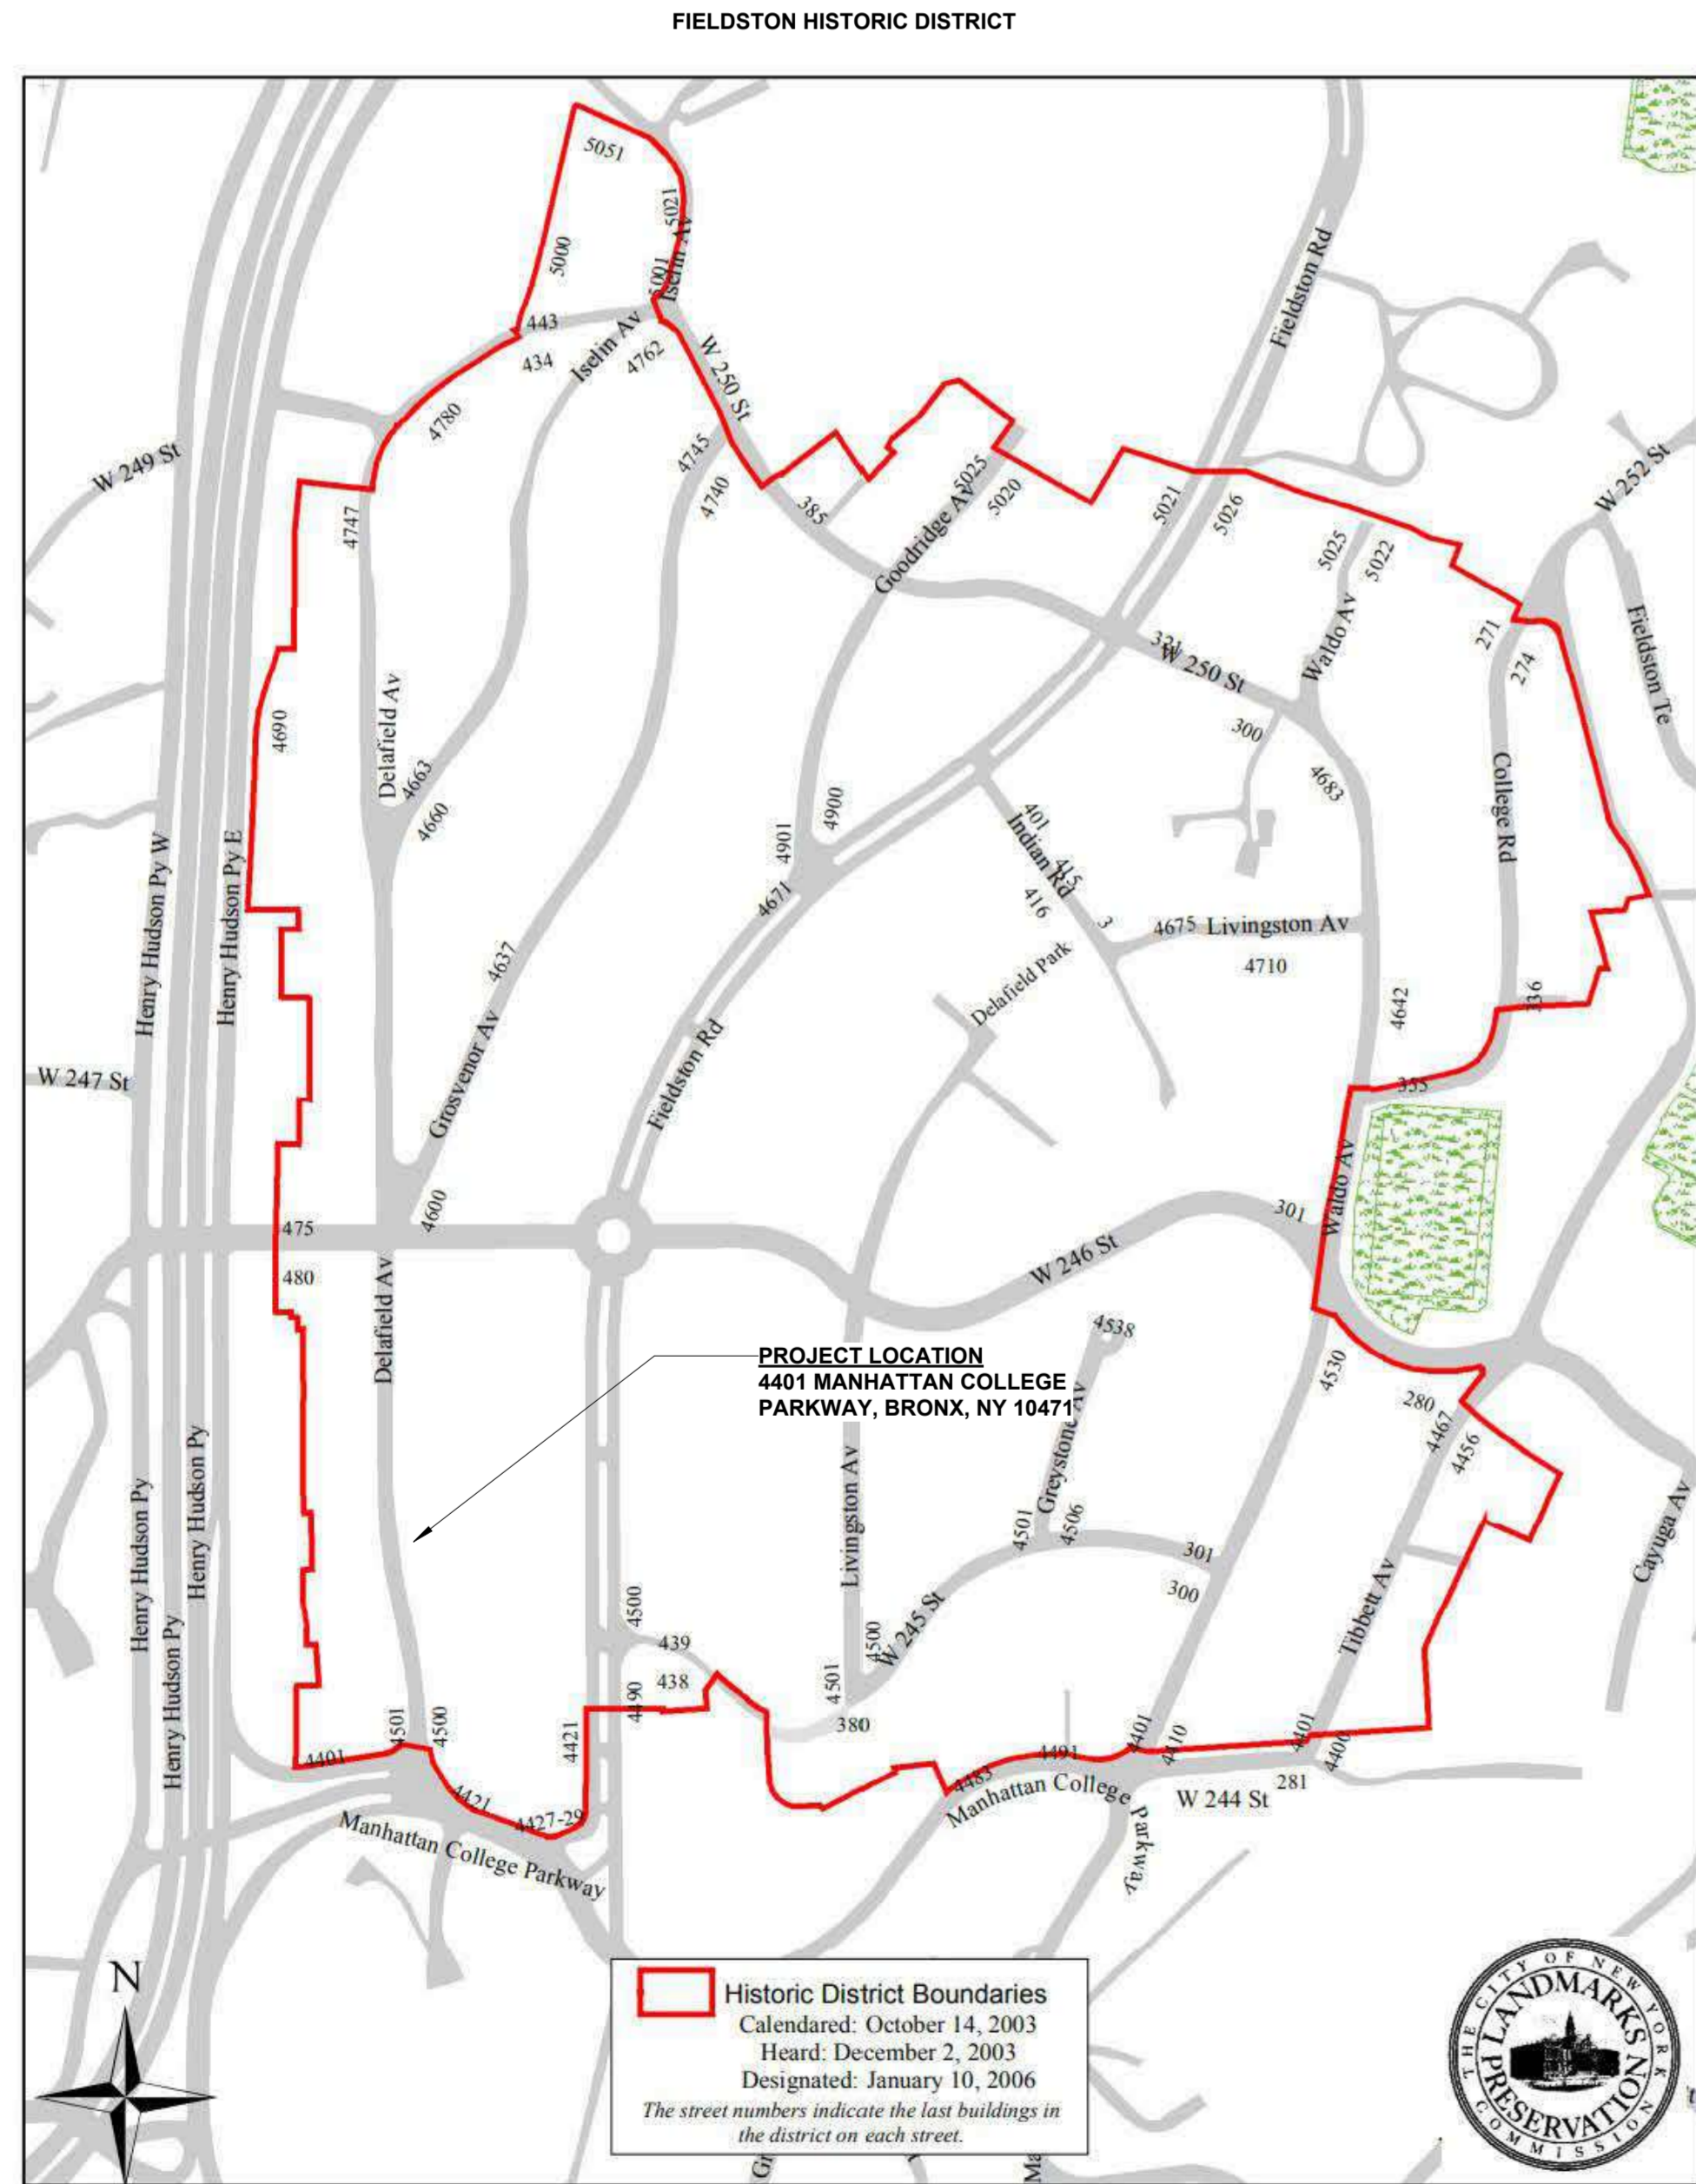 FIELDSTON HISTORIC DISTRICT
5051
5021
Iselin Av
5000
5001
443
434
Iselin Av
4762
W 250 St
Fieldston Rd
4780
W 249 St
4745
4740
4747
385
5025
5020
Goodridge Av
5021
5026
W 252 St
5025
5022
Waldo Av
271
274
Fieldston Te
W 250 St
300
4690
Delafield Av
4663
4660
4683
College Rd
4900
4901
401
Indian Rd
415
416
3
4671
4675 Livingston Av
4710
Henry Hudson Py W
Henry Hudson Py E
4637
Delafield Park
4642
336
Grosvenor Av
Fieldston Rd
W 247 St
355
Waldo Av
4600
301
475
480
W 246 St
Delafield Av
4538
PROJECT LOCATION
4401 MANHATTAN COLLEGE
PARKWAY, BRONX, NY 10471
4530
280
4467
4456
Greystone Av
Livingston Av
4501
4506
301
300
Henry Hudson Py
Henry Hudson Py
Henry Hudson Py
Cayuga Av
Tibbett Av
4500
439
438
4490
4500
W 245 St
4501
380
4501
4500
4421
4401
4421
4427-29
4483
4491
4401
4410
4401
4400
281
W 244 St
Manhattan College Parkway
Manhattan College Parkway
N
Historic District Boundaries
Calendared: October 14, 2003
Heard: December 2, 2003
Designated: January 10, 2006
The street numbers indicate the last buildings in
the district on each street.
THE CITY OF NEW YORK
LANDMARKS
PRESERVATION
COMMISSION